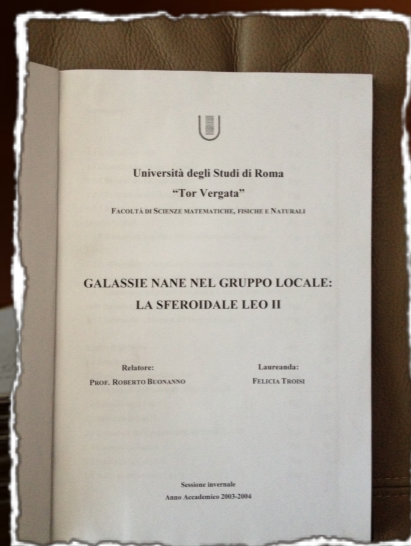 Università degli Studi di Roma
“Tor Vergata”
FACOLTÀ DI SCIENZE MATEMATICHE, FISICHE E NATURALI
GALASSIE NANE NEL GRUPPO LOCALE:
LA SFEROIDALE LEO II
Relatore:
PROF. ROBERTO BUONANNO
Laureanda:
FELICIA TROISI
Sessione invernale
Anno Accademico 2003-2004